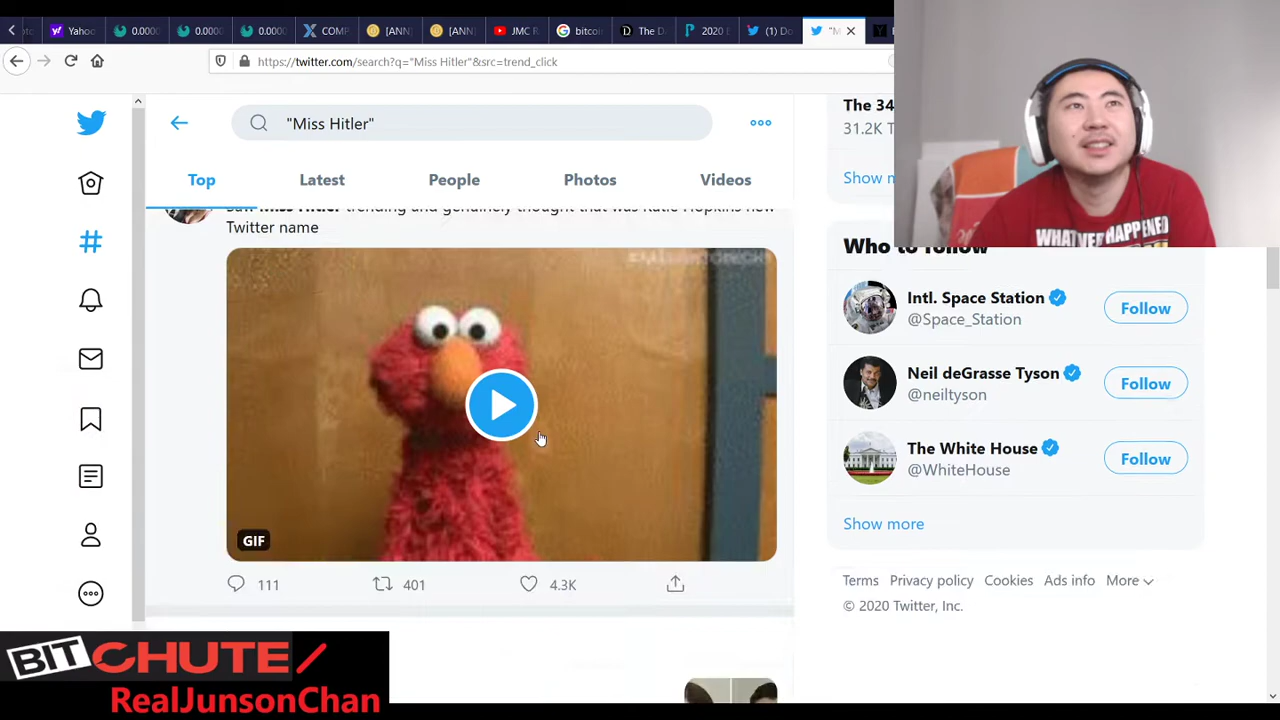 Yahoo
0.0000
0.0000
0.0000
COMP
[ANN]
[ANN]
JMC R
bitcoi
The D
2020 E
(1) Do
"M
https://twitter.com/search?q="Miss Hitler"&src=trend_click
"Miss Hitler"
Top
Latest
People
Photos
Videos
Saw Miss Hitler trending and genuinely thought that was Katie Hopkins new
Twitter name
GIF
111
401
4.3K
The 34
31.2K T
Show m
Who to follow
Intl. Space Station
@Space_Station
Follow
Neil deGrasse Tyson
@neiltyson
Follow
The White House
@WhiteHouse
Follow
Show more
Terms Privacy policy Cookies Ads info More
© 2020 Twitter, Inc.
WHATEVER HAPPENED
BITCHUTE/
RealJunsonChan